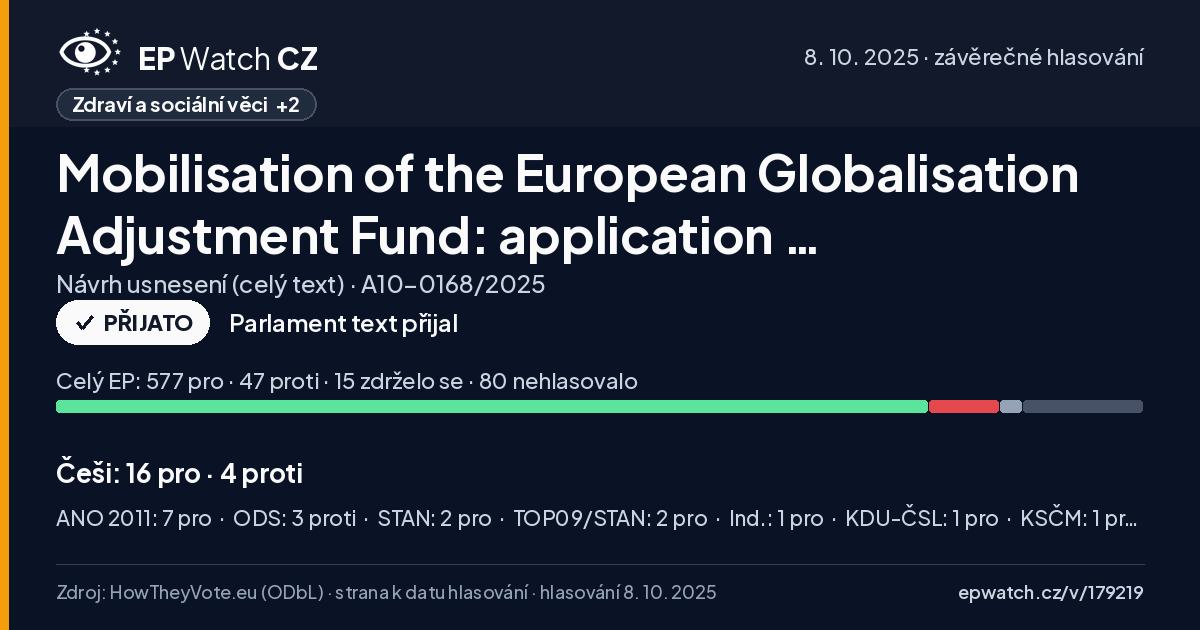 EP Watch CZ
8. 10. 2025 · závěrečné hlasování
Zdraví a sociální věci +2
Mobilisation of the European Globalisation
Adjustment Fund: application …
Návrh usnesení (celý text) · A10-0168/2025
✓ PŘIJATO Parlament text přijal
Celý EP: 577 pro · 47 proti · 15 zdrželo se · 80 nehlasovalo
Češi: 16 pro · 4 proti
ANO 2011: 7 pro · ODS: 3 proti · STAN: 2 pro · TOP09/STAN: 2 pro · Ind.: 1 pro · KDU-ČSL: 1 pro · KSČM: 1 pr…
Zdroj: HowTheyVote.eu (ODbL) · strana k datu hlasování · hlasování 8. 10. 2025
epwatch.cz/v/179219